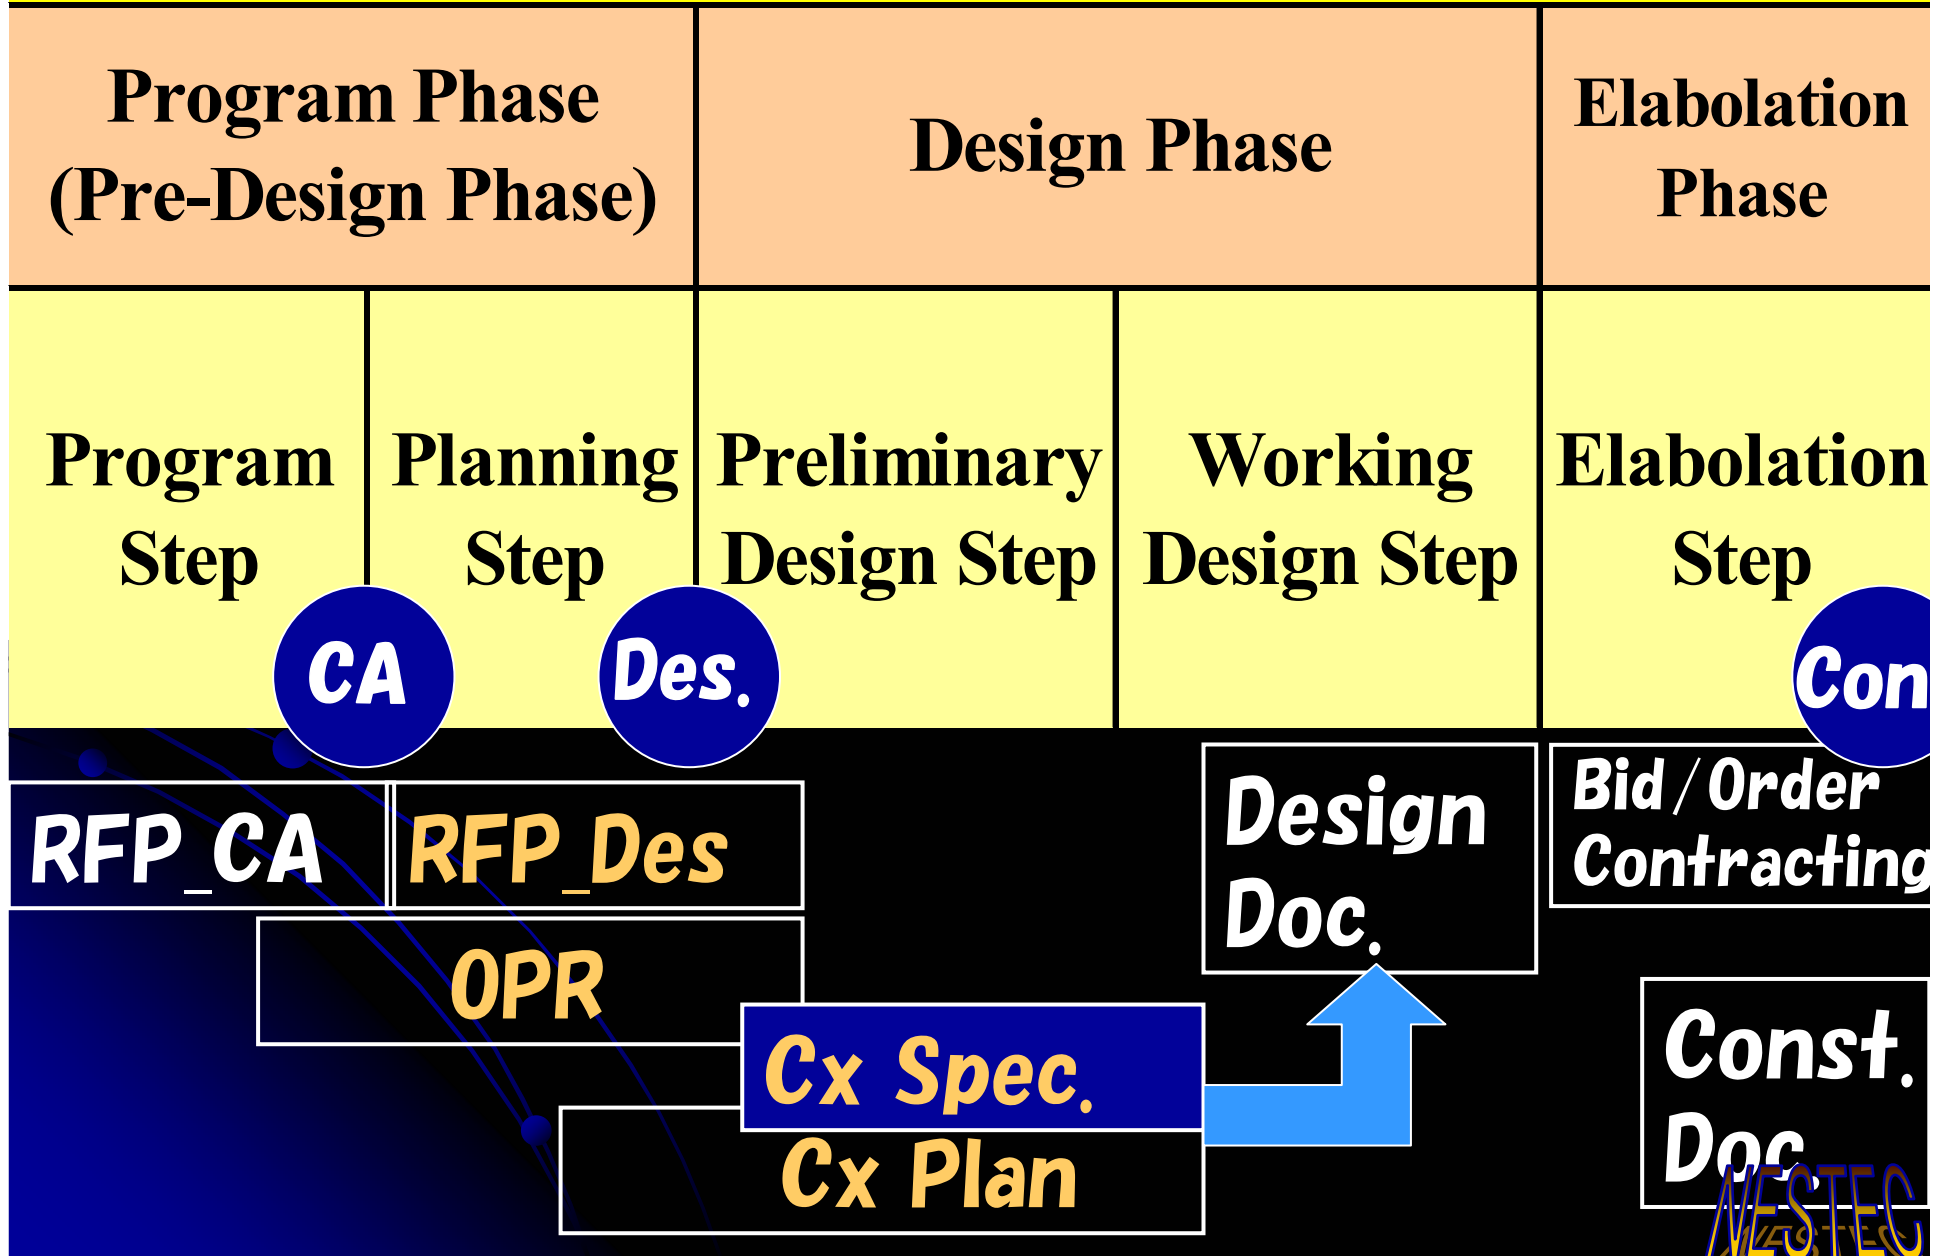 Program Phase
(Pre-Design Phase)
Design Phase
Elabolation
Phase
Program
Step
Planning
Step
Preliminary
Design Step
Working
Design Step
Elabolation
Step
CA
Des.
Con
RFP_CA
RFP_Des
OPR
Cx Spec.
Cx Plan
Design
Doc.
Bid/Order
Contracting
Const.
Doc.
NESTEC